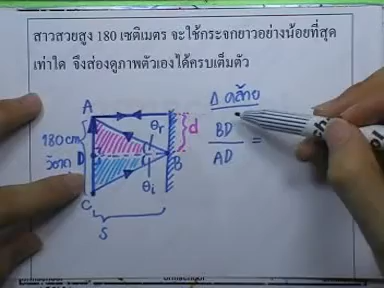 สาวสวยสูง 180 เซติเมตร จะใช้กระจกยาวอย่างน้อยที่สุด
เท่าใด จึงส่องดูภาพตัวเองได้ครบเต็มตัว
Δ คล้าย
A
θr
d
180 cm
BD
AD
=
D
B
θi
C
S